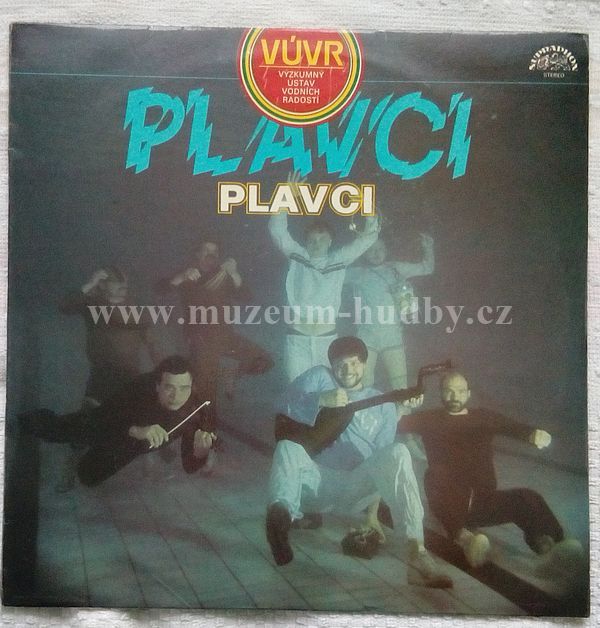 VÚVR
VÝZKUMNÝ
ÚSTAV
VODNÍCH
RADOSTÍ
SUPRAPHON
STEREO
PLAVCI
PLAVCI
www.muzeum-hudby.cz